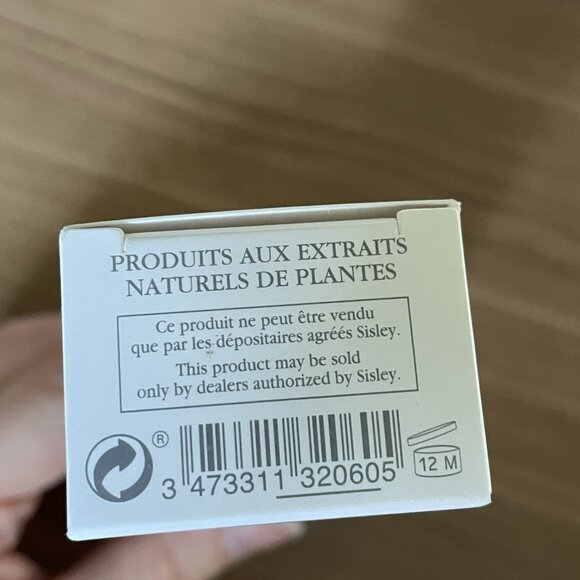 PRODUITS AUX EXTRAITS
NATURELS DE PLANTES
Ce produit ne peut être vendu
que par les dépositaires agréés Sisley.
This product may be sold
only by dealers authorized by Sisley.
®
12 M
3 473311 320605